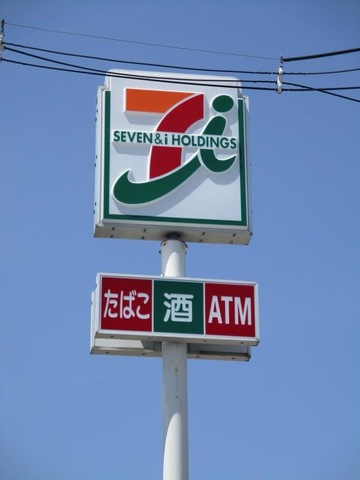 SEVEN&i HOLDINGS
たばこ 酒 ATM